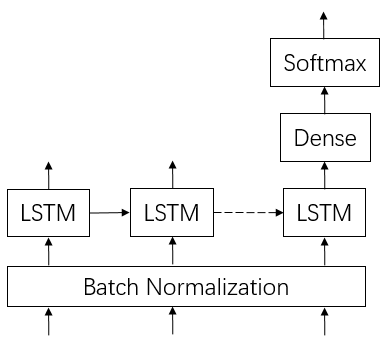 Softmax
Dense
LSTM LSTM LSTM
Batch Normalization